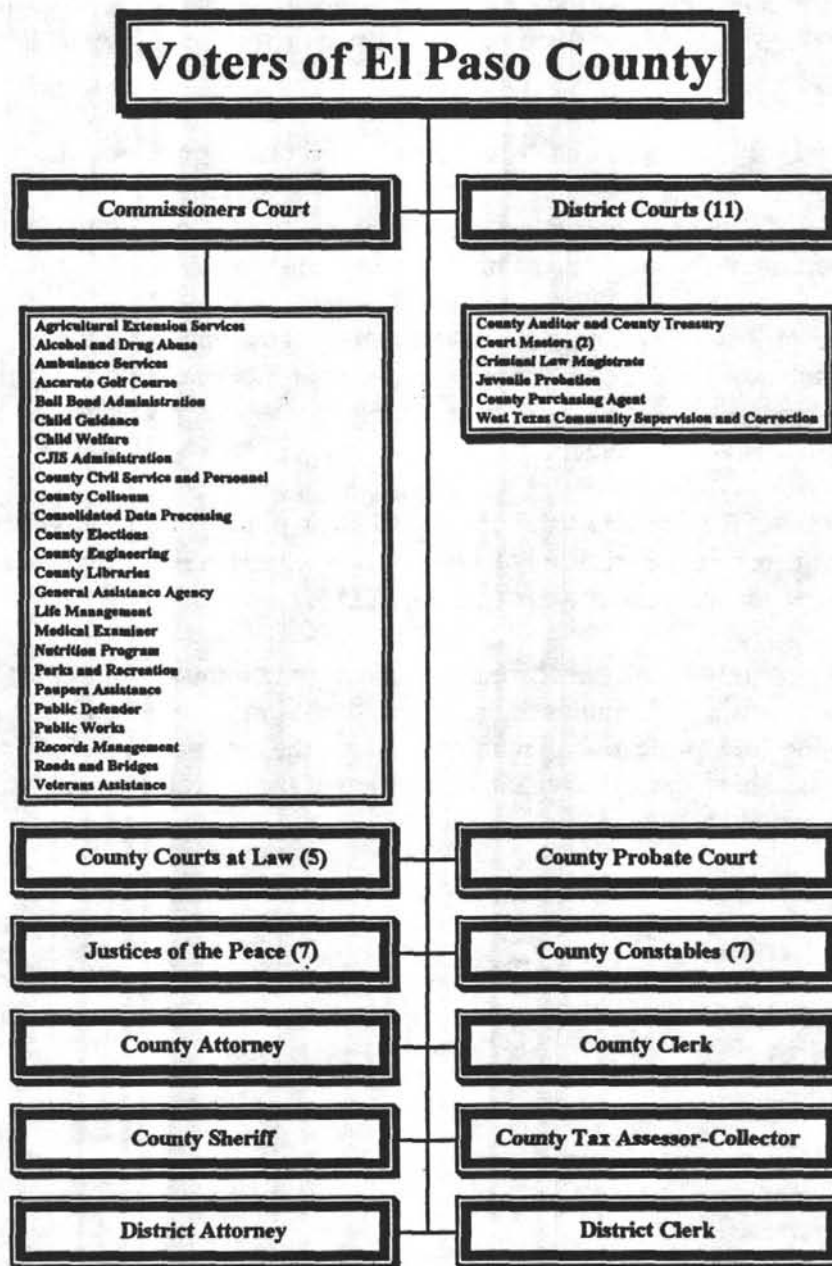 Voters of El Paso County
Commissioners Court
District Courts (11)
Agricultural Extension Services
Alcohol and Drug Abuse
Ambulance Services
Ascarate Golf Course
Bail Bond Administration
Child Guidance
Child Welfare
CJIS Administration
County Civil Service and Personnel
County Coliseum
Consolidated Data Processing
County Elections
County Engineering
County Libraries
General Assistance Agency
Life Management
Medical Examiner
Nutrition Program
Parks and Recreation
Paupers Assistance
Public Defender
Public Works
Records Management
Roads and Bridges
Veterans Assistance
County Auditor and County Treasury
Court Masters (2)
Criminal Law Magistrate
Juvenile Probation
County Purchasing Agent
West Texas Community Supervision and Correction
County Courts at Law (5)
County Probate Court
Justices of the Peace (7)
County Constables (7)
County Attorney
County Clerk
County Sheriff
County Tax Assessor-Collector
District Attorney
District Clerk